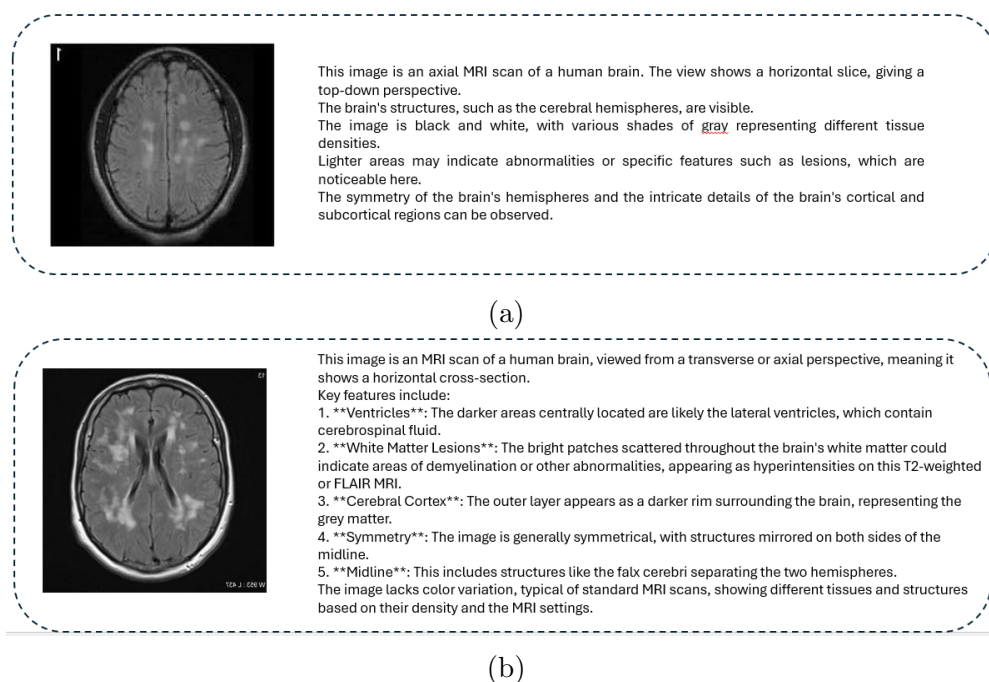 1
This image is an axial MRI scan of a human brain. The view shows a horizontal slice, giving a
top-down perspective.
The brain's structures, such as the cerebral hemispheres, are visible.
The image is black and white, with various shades of gray representing different tissue
densities.
Lighter areas may indicate abnormalities or specific features such as lesions, which are
noticeable here.
The symmetry of the brain's hemispheres and the intricate details of the brain's cortical and
subcortical regions can be observed.
(a)
This image is an MRI scan of a human brain, viewed from a transverse or axial perspective, meaning it
shows a horizontal cross-section.
Key features include:
1. **Ventricles**: The darker areas centrally located are likely the lateral ventricles, which contain
cerebrospinal fluid.
2. **White Matter Lesions**: The bright patches scattered throughout the brain's white matter could
indicate areas of demyelination or other abnormalities, appearing as hyperintensities on this T2-weighted
or FLAIR MRI.
3. **Cerebral Cortex**: The outer layer appears as a darker rim surrounding the brain, representing the
grey matter.
4. **Symmetry**: The image is generally symmetrical, with structures mirrored on both sides of the
midline.
5. **Midline**: This includes structures like the falx cerebri separating the two hemispheres.
The image lacks color variation, typical of standard MRI scans, showing different tissues and structures
based on their density and the MRI settings.
13
W 953 : L 437
(b)